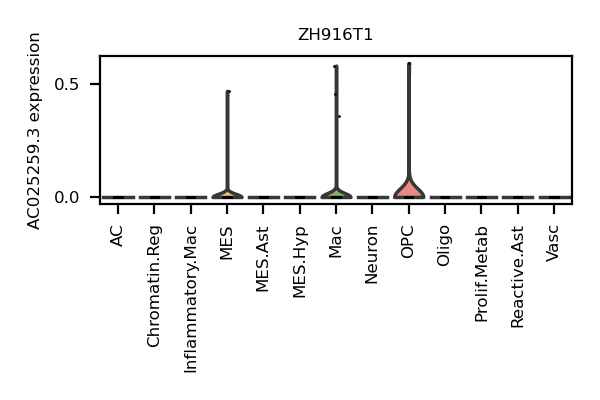 ZH916T1
AC025259.3 expression
0.5
0.0
AC
Chromatin.Reg
Inflammatory.Mac
MES
MES.Ast
MES.Hyp
Mac
Neuron
OPC
Oligo
Prolif.Metab
Reactive.Ast
Vasc